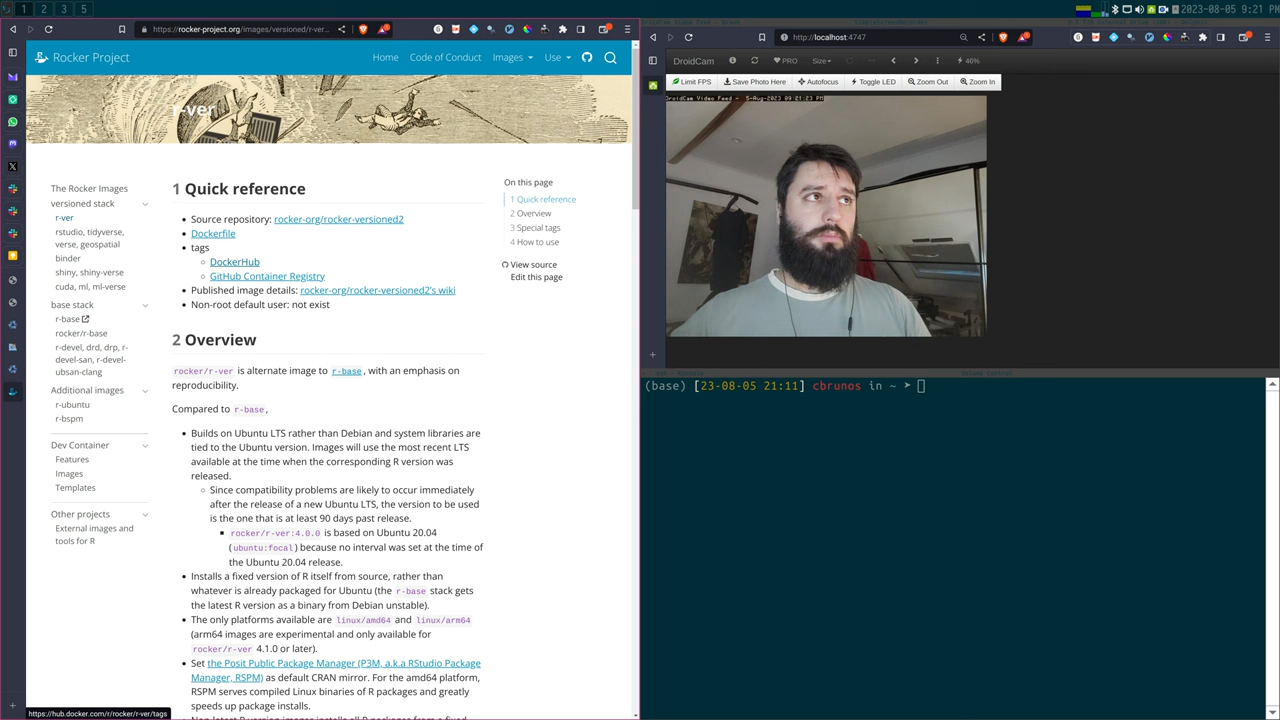 1 2 3 5
2023-08-05 9:21 PM
https://rocker-project.org/images/versioned/r-ver...
Rocker Project
Home Code of Conduct Images Use
r-ver
The Rocker Images
versioned stack
r-ver
rstudio, tidyverse,
verse, geospatial
binder
shiny, shiny-verse
cuda, ml, ml-verse
base stack
r-base
rocker/r-base
r-devel, drd, drp, r-
devel-san, r-devel-
ubsan-clang
Additional images
r-ubuntu
r-bspm
Dev Container
Features
Images
Templates
Other projects
External images and
tools for R
1 Quick reference
Source repository: rocker-org/rocker-versioned2
Dockerfile
tags
DockerHub
GitHub Container Registry
Published image details: rocker-org/rocker-versioned2's wiki
Non-root default user: not exist
2 Overview
rocker/r-ver is alternate image to r-base, with an emphasis on
reproducibility.
Compared to r-base,
Builds on Ubuntu LTS rather than Debian and system libraries are
tied to the Ubuntu version. Images will use the most recent LTS
available at the time when the corresponding R version was
released.
Since compatibility problems are likely to occur immediately
after the release of a new Ubuntu LTS, the version to be used
is the one that is at least 90 days past release.
rocker/r-ver:4.0.0 is based on Ubuntu 20.04
(ubuntu:focal) because no interval was set at the time of
the Ubuntu 20.04 release.
Installs a fixed version of R itself from source, rather than
whatever is already packaged for Ubuntu (the r-base stack gets
the latest R version as a binary from Debian unstable).
The only platforms available are linux/amd64 and linux/arm64
(arm64 images are experimental and only available for
rocker/r-ver 4.1.0 or later).
Set the Posit Public Package Manager (P3M, a.k.a RStudio Package
Manager, RSPM) as default CRAN mirror. For the amd64 platform,
RSPM serves compiled Linux binaries of R packages and greatly
speeds up package installs.
On this page
1 Quick reference
2 Overview
3 Special tags
4 How to use
View source
Edit this page
https://hub.docker.com/r/rocker/r-ver/tags
http://localhost:4747
DroidCam PRO Size 46%
Limit FPS Save Photo Here Autofocus Toggle LED Zoom Out Zoom In
DroidCam Video Feed - 5-Aug-2023 09:21:23 PM
(base) [23-08-05 21:11] cbrunos in ~ ➤